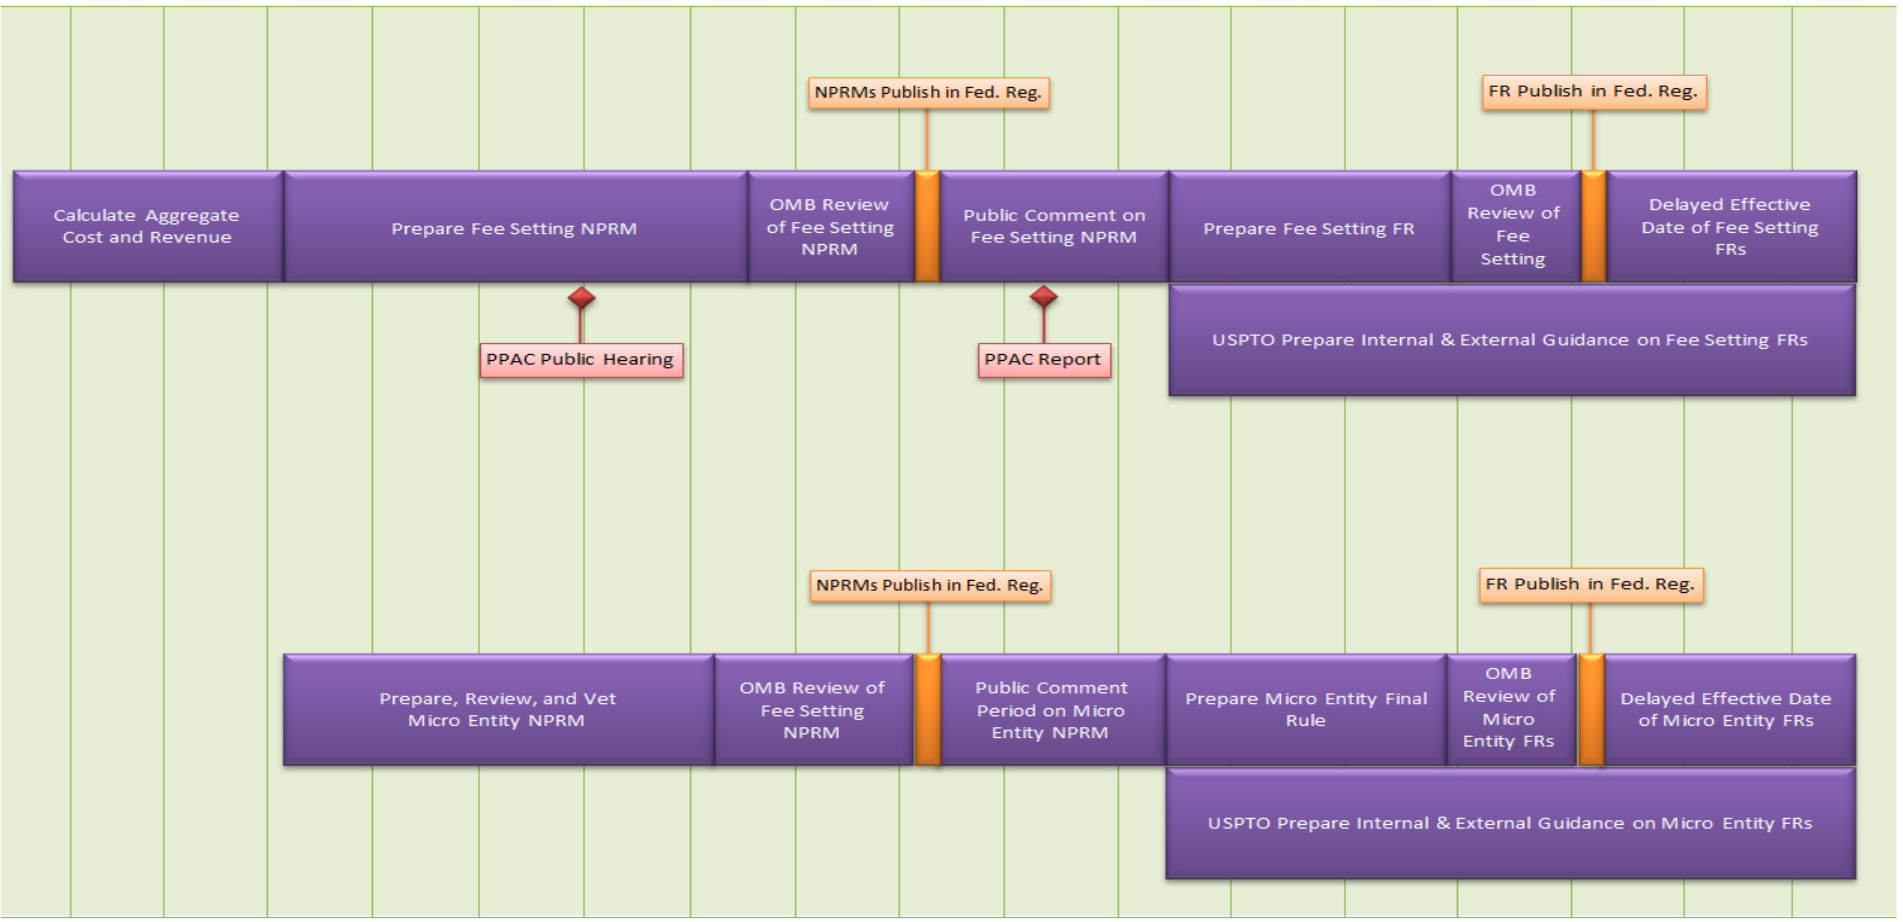 NPRMs Publish in Fed. Reg.
FR Publish in Fed. Reg.
Calculate Aggregate
Cost and Revenue
Prepare Fee Setting NPRM
OMB Review
of Fee Setting
NPRM
Public Comment on
Fee Setting NPRM
Prepare Fee Setting FR
OMB
Review of
Fee
Setting
Delayed Effective
Date of Fee Setting
FRs
PPAC Public Hearing
PPAC Report
USPTO Prepare Internal & External Guidance on Fee Setting FRs
NPRMs Publish in Fed. Reg.
FR Publish in Fed. Reg.
Prepare, Review, and Vet
Micro Entity NPRM
OMB Review of
Fee Setting
NPRM
Public Comment
Period on Micro
Entity NPRM
Prepare Micro Entity Final
Rule
OMB
Review of
Micro
Entity FRs
Delayed Effective Date
of Micro Entity FRs
USPTO Prepare Internal & External Guidance on Micro Entity FRs